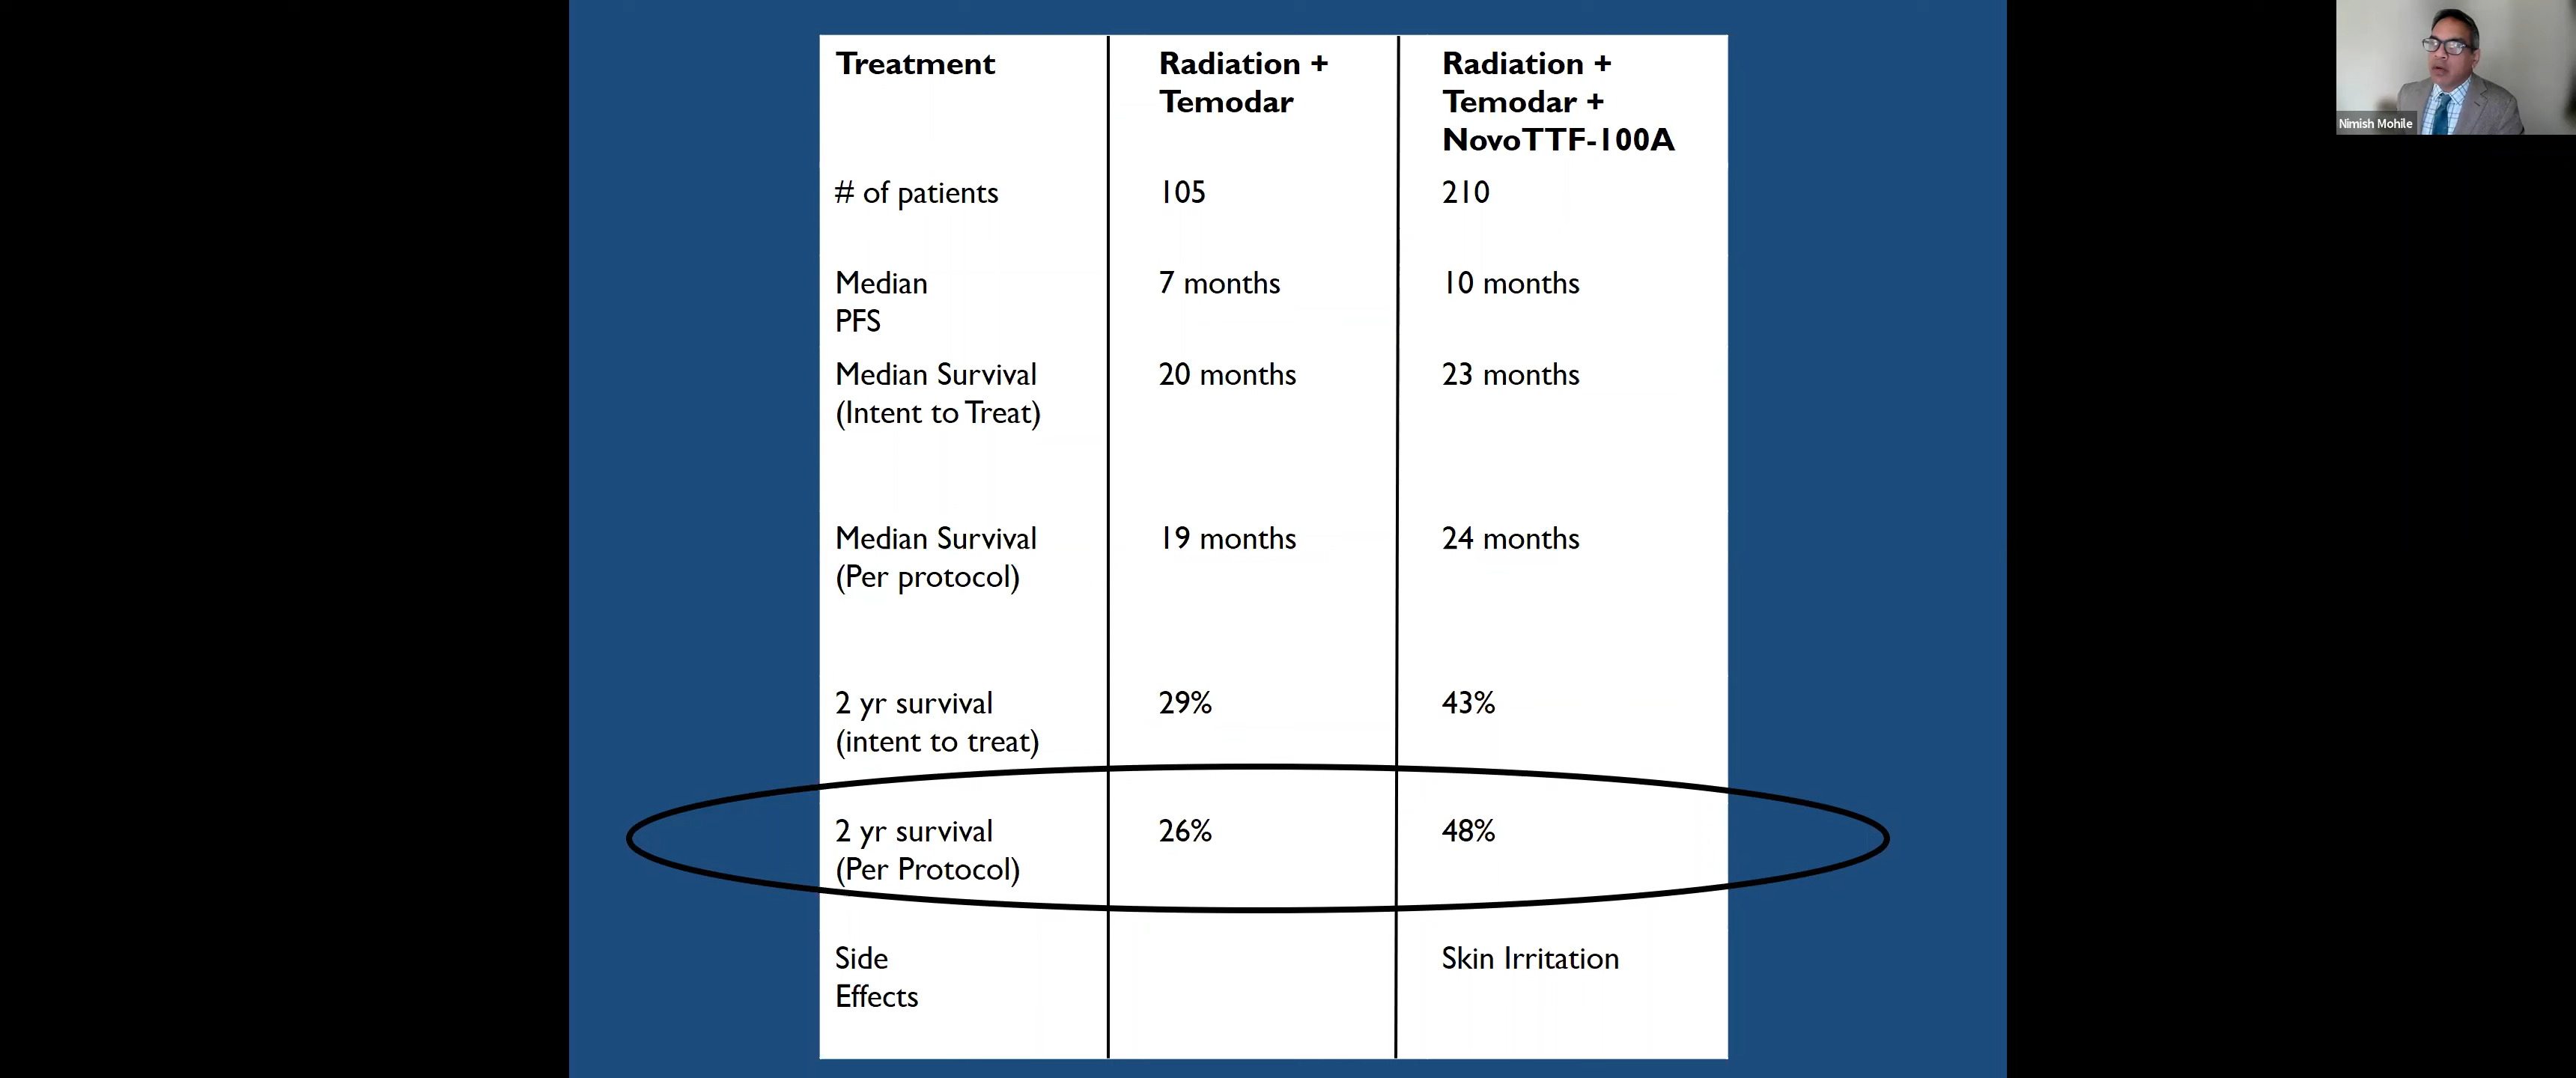 Treatment
Radiation +
Temodar
Radiation +
Temodar +
NovoTTF-100A
# of patients
105
210
Median
PFS
7 months
10 months
Median Survival
(Intent to Treat)
20 months
23 months
Median Survival
(Per protocol)
19 months
24 months
2 yr survival
(intent to treat)
29%
43%
2 yr survival
(Per Protocol)
26%
48%
Side
Effects
Skin Irritation
Nimish Mohile